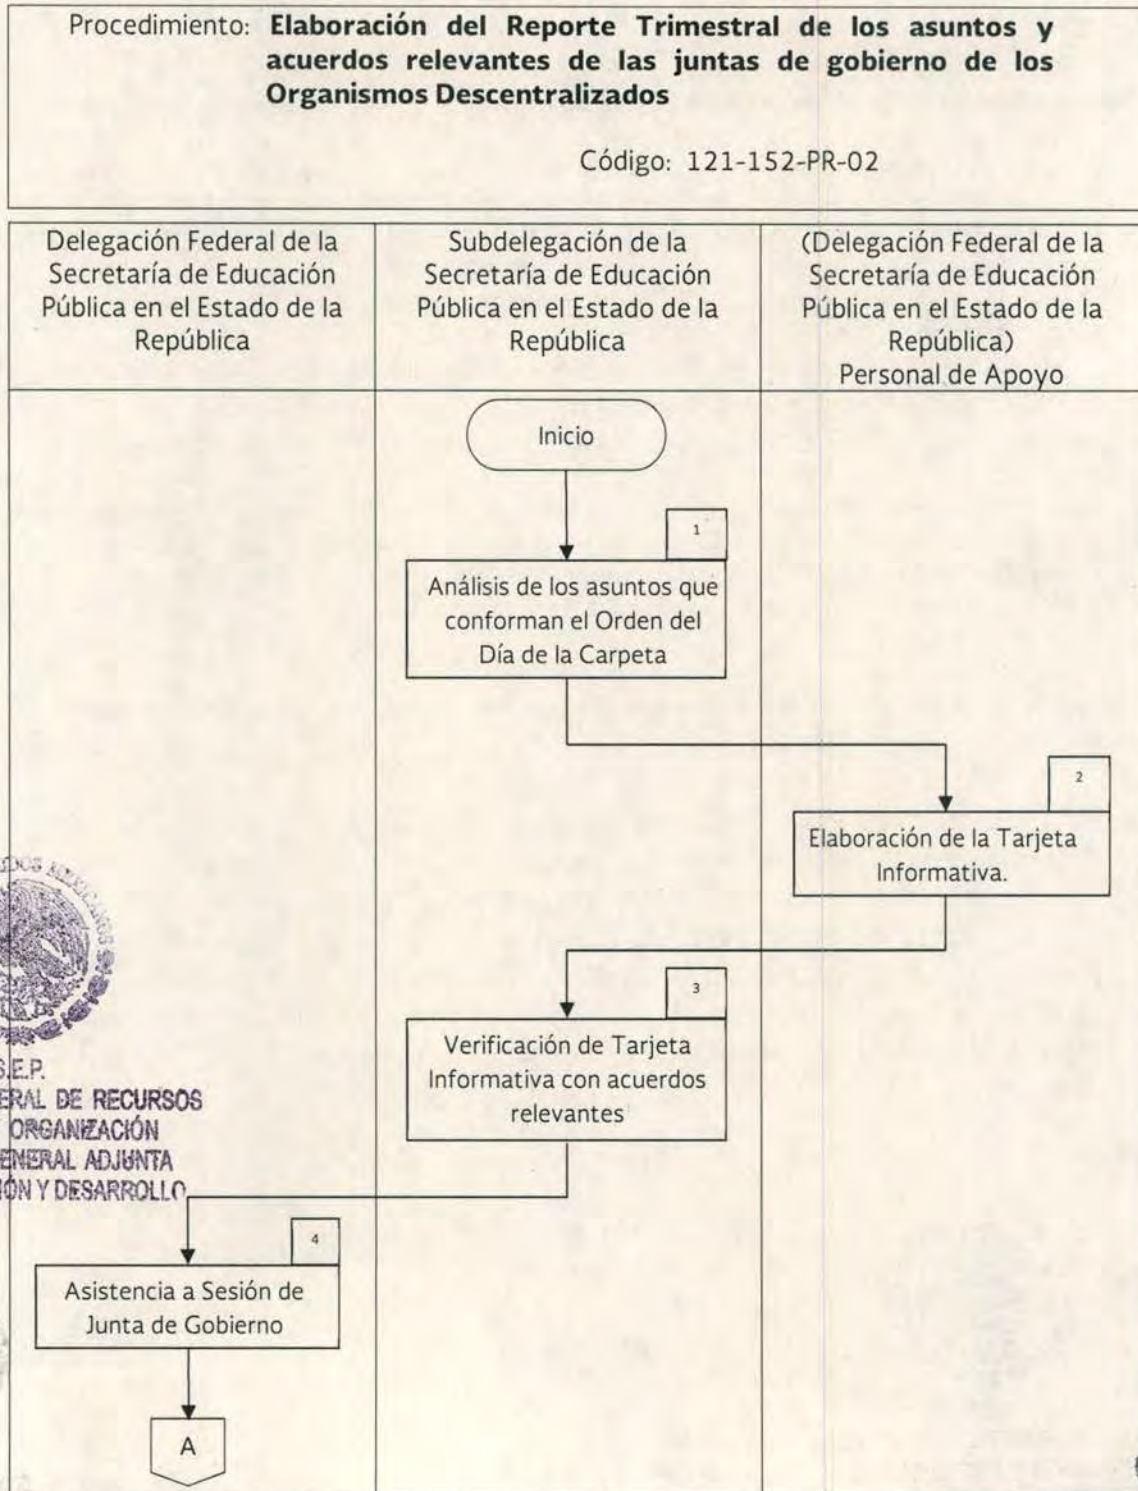 Procedimiento: Elaboración del Reporte Trimestral de los asuntos y
acuerdos relevantes de las juntas de gobierno de los
Organismos Descentralizados
Código: 121-152-PR-02
Delegación Federal de la
Secretaría de Educación
Pública en el Estado de la
República
Subdelegación de la
Secretaría de Educación
Pública en el Estado de la
República
(Delegación Federal de la
Secretaría de Educación
Pública en el Estado de la
República)
Personal de Apoyo
Inicio
1
Análisis de los asuntos que
conforman el Orden del
Día de la Carpeta
2
Elaboración de la Tarjeta
Informativa.
3
Verificación de Tarjeta
Informativa con acuerdos
relevantes
MEXICANOS
S.E.P.
ERAL DE RECURSOS
ORGANIZACIÓN
ENERAL ADJUNTA
IÓN Y DESARROLLO
4
Asistencia a Sesión de
Junta de Gobierno
A